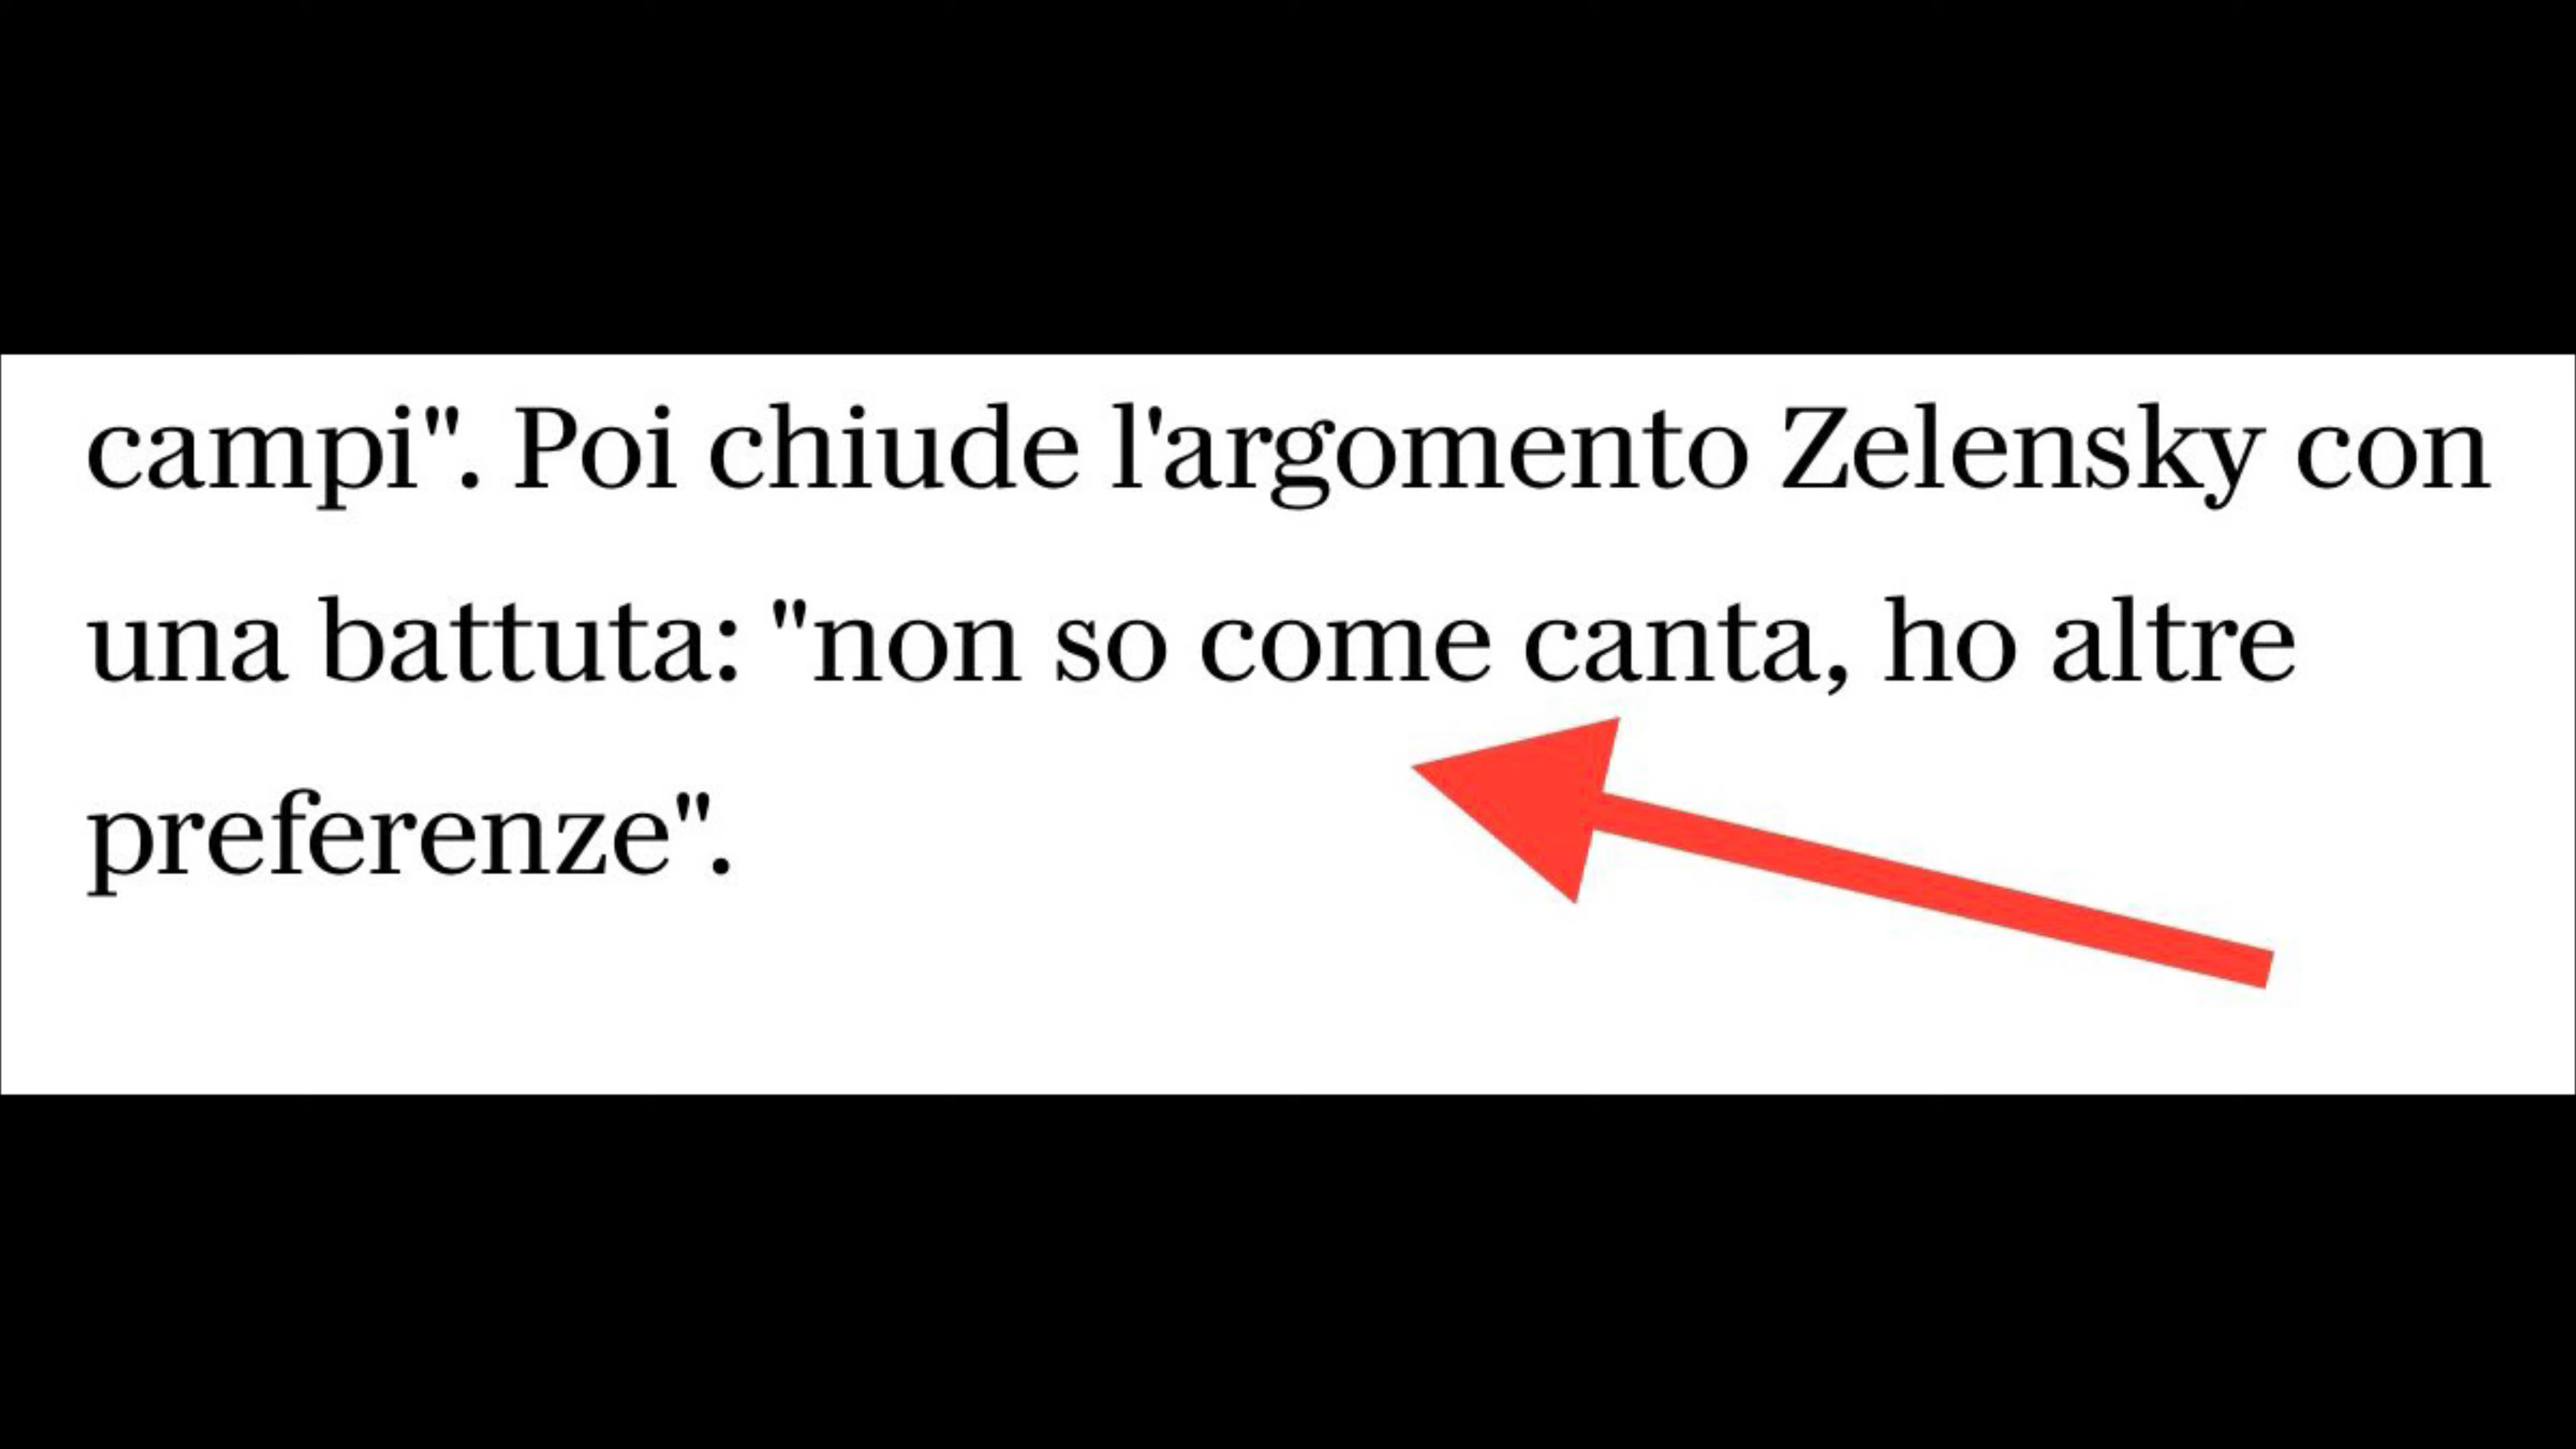 campi". Poi chiude l'argomento Zelensky con
una battuta: "non so come canta, ho altre
preferenze".